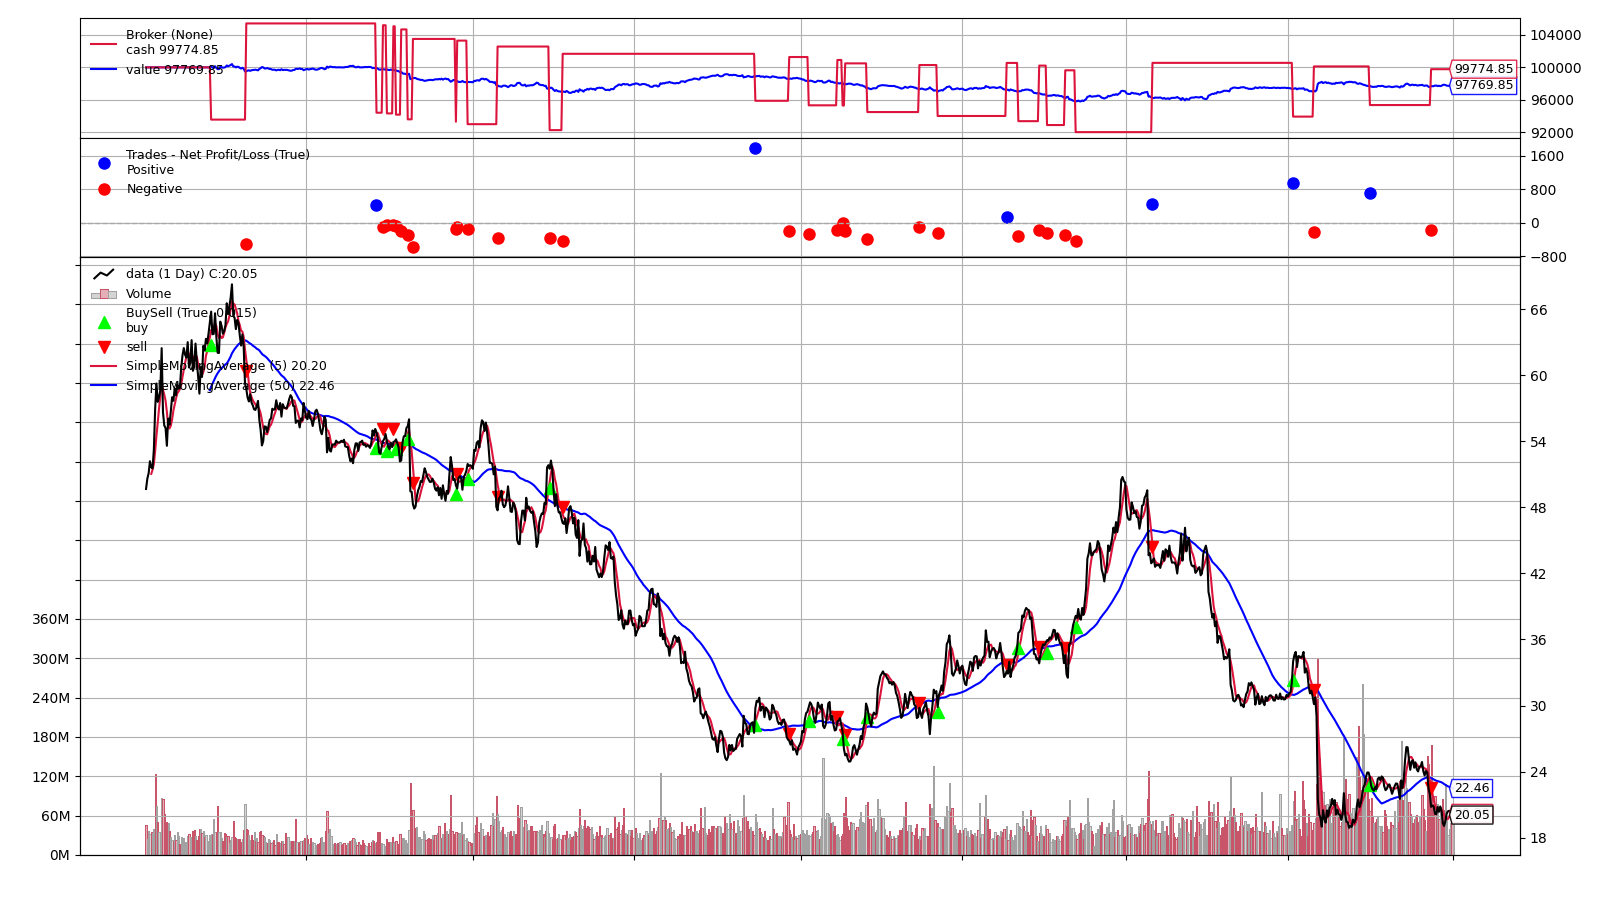 Broker (None)
cash 99774.85
value 97769.85
104000
100000
96000
92000
99774.85
97769.85
Trades - Net Profit/Loss (True)
Positive
Negative
1600
800
0
−800
data (1 Day) C:20.05
Volume
BuySell (True, 0.015)
buy
sell
SimpleMovingAverage (5) 20.20
SimpleMovingAverage (50) 22.46
66
60
54
48
42
36
30
24
18
22.46
20.05
360M
300M
240M
180M
120M
60M
0M